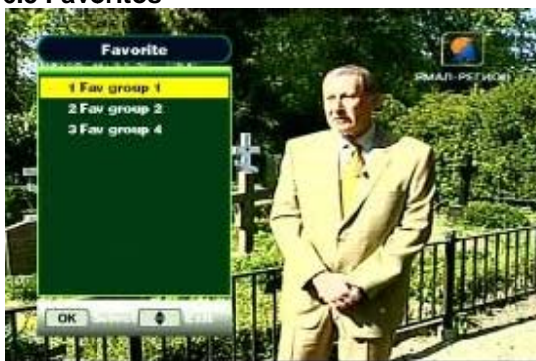 Favorite
ЯМАЛ-РЕГИОН
1 Fav group 1
2 Fav group 2
3 Fav group 4
OK